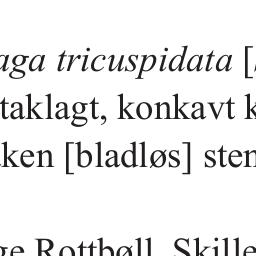 aga tricuspidata [
taklagt, konkavt k
ken [bladløs] sten
ge Rottbøll. Skille